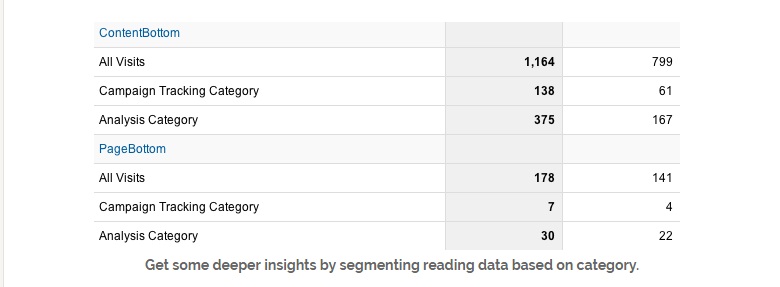 ContentBottom
All Visits 1,164 799
Campaign Tracking Category 138 61
Analysis Category 375 167
PageBottom
All Visits 178 141
Campaign Tracking Category 7 4
Analysis Category 30 22
Get some deeper insights by segmenting reading data based on category.